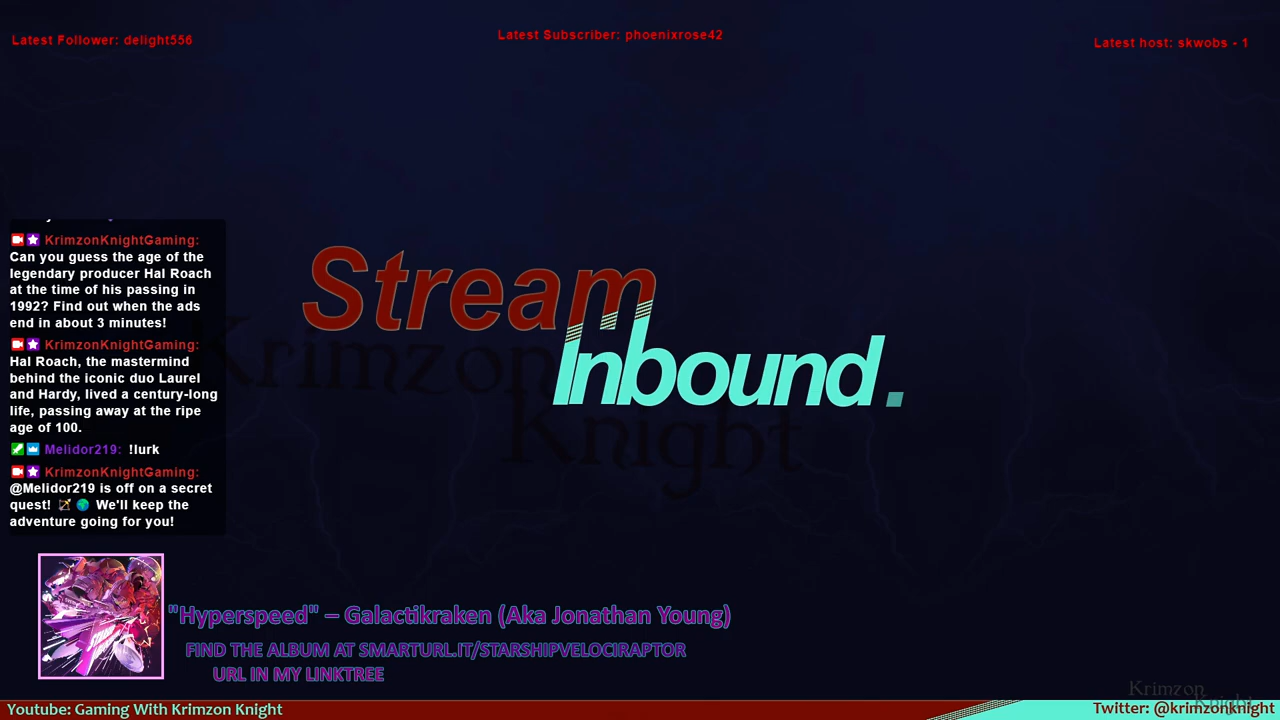 Latest Follower: delight556
Latest Subscriber: phoenixrose42
Latest host: skwobs - 1
KrimzonKnightGaming:
Can you guess the age of the
legendary producer Hal Roach
at the time of his passing in
1992? Find out when the ads
end in about 3 minutes!
KrimzonKnightGaming:
Hal Roach, the mastermind
behind the iconic duo Laurel
and Hardy, lived a century-long
life, passing away at the ripe
age of 100.
Melidor219: !lurk
KrimzonKnightGaming:
@Melidor219 is off on a secret
quest! 🏹 🌍 We'll keep the
adventure going for you!
Stream
Inbound.
Krimzon
Knight
"Hyperspeed" – Galactikraken (Aka Jonathan Young)
FIND THE ALBUM AT SMARTURL.IT/STARSHIPVELOCIRAPTOR
URL IN MY LINKTREE
Krimzon
Knight
Youtube: Gaming With Krimzon Knight
Twitter: @krimzonknight